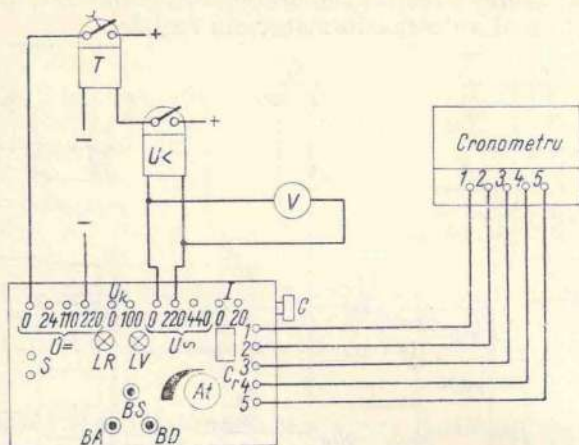 T
+
U<
+
V
Cronometru
1 2 3 4 5
Uk
I
C
0 24 110 220 0 100 0 220 440 0 20
U=
U≂
LR
LV
S
1
2
3
Cr 4
5
At
BS
BA
BD